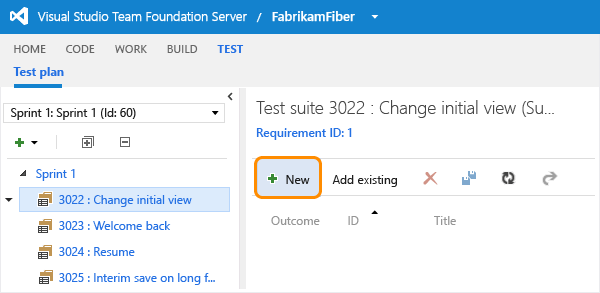 Visual Studio Team Foundation Server / FabrikamFiber
HOME CODE WORK BUILD TEST
Test plan
Sprint 1: Sprint 1 (Id: 60)
Sprint 1
3022 : Change initial view
3023 : Welcome back
3024 : Resume
3025 : Interim save on long f...
Test suite 3022 : Change initial view (Su...
Requirement ID: 1
New Add existing
Outcome ID Title